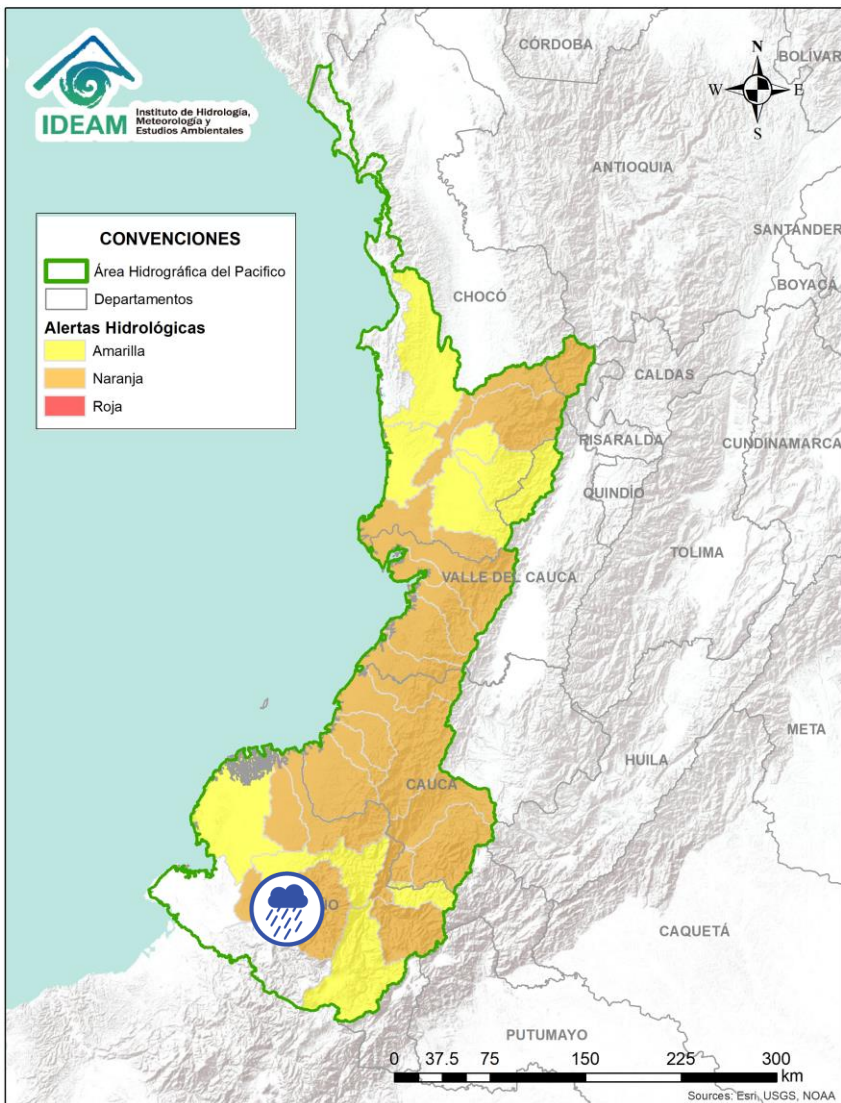 IDEAM
Instituto de Hidrología,
Meteorología y
Estudios Ambientales
N
W
E
S
CÓRDOBA
BOLÍVAR
ANTIOQUIA
SANTANDER
BOYACÁ
CONVENCIONES
Área Hidrográfica del Pacifico
Departamentos
Alertas Hidrológicas
Amarilla
Naranja
Roja
CHOCÓ
CALDAS
RISARALDA
CUNDINAMARCA
QUINDÍO
TOLIMA
VALLE DEL CAUCA
META
HUILA
CAUCA
CAQUETÁ
PUTUMAYO
0 37.5 75 150 225 300
km
Sources: Esri, USGS, NOAA